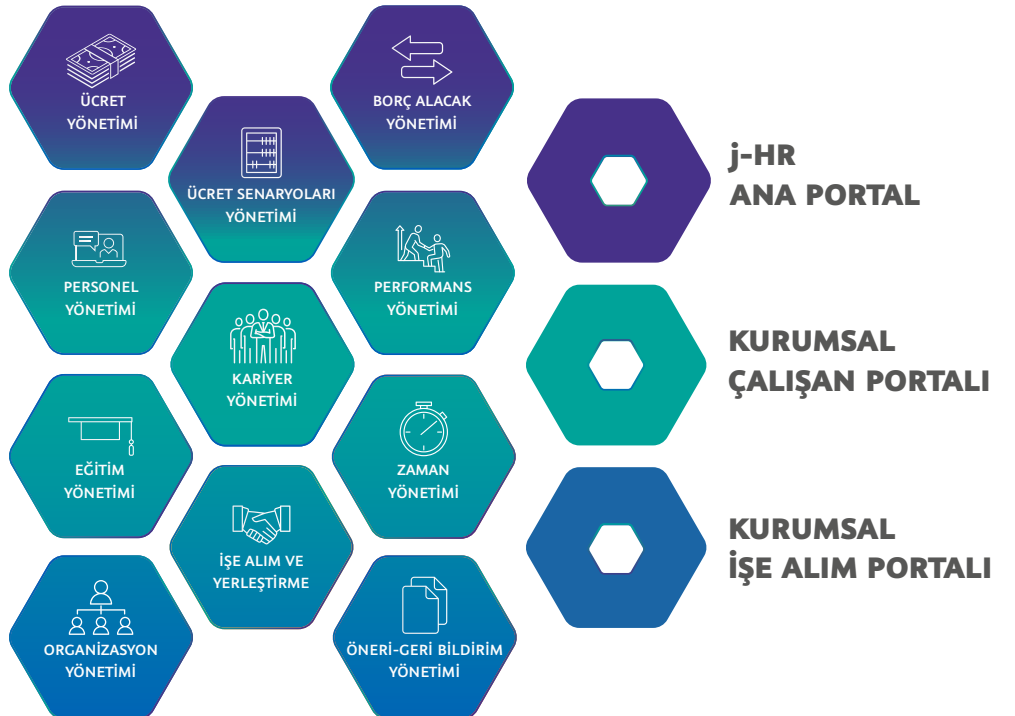 ÜCRET
YÖNETİMİ
BORÇ ALACAK
YÖNETİMİ
ÜCRET SENARYOLARI
YÖNETİMİ
PERSONEL
YÖNETİMİ
PERFORMANS
YÖNETİMİ
KARİYER
YÖNETİMİ
EĞİTİM
YÖNETİMİ
ZAMAN
YÖNETİMİ
İŞE ALIM VE
YERLEŞTİRME
ORGANİZASYON
YÖNETİMİ
ÖNERİ-GERİ BİLDİRİM
YÖNETİMİ
j-HR
ANA PORTAL
KURUMSAL
ÇALIŞAN PORTALI
KURUMSAL
İŞE ALIM PORTALI